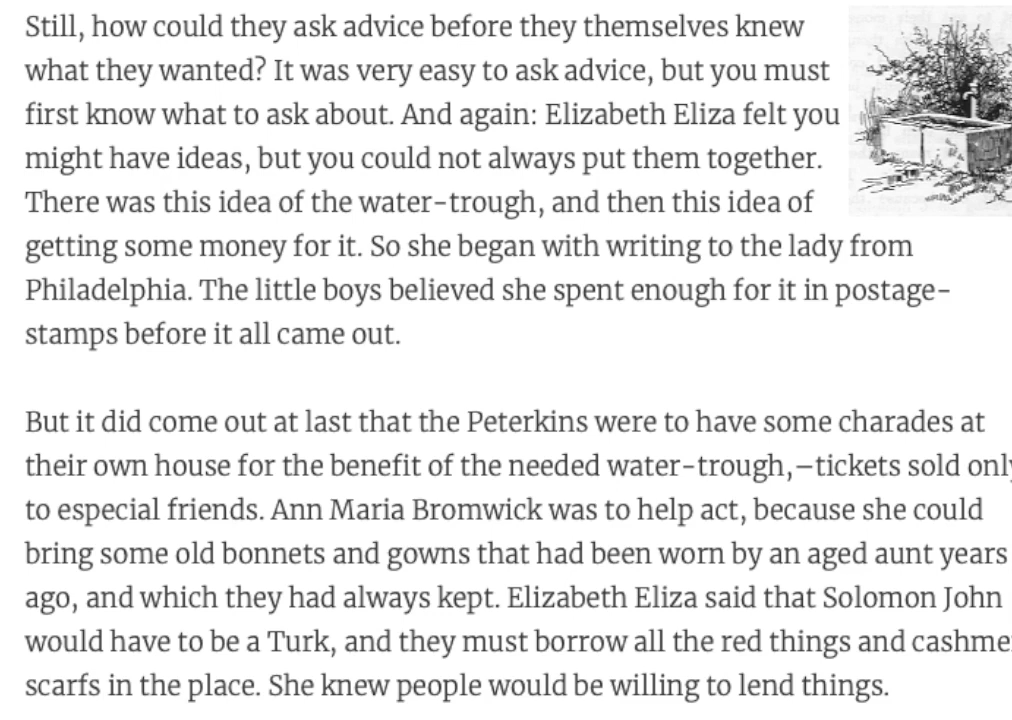 Still, how could they ask advice before they themselves knew
what they wanted? It was very easy to ask advice, but you must
first know what to ask about. And again: Elizabeth Eliza felt you
might have ideas, but you could not always put them together.
There was this idea of the water-trough, and then this idea of
getting some money for it. So she began with writing to the lady from
Philadelphia. The little boys believed she spent enough for it in postage-
stamps before it all came out.
But it did come out at last that the Peterkins were to have some charades at
their own house for the benefit of the needed water-trough,—tickets sold only
to especial friends. Ann Maria Bromwick was to help act, because she could
bring some old bonnets and gowns that had been worn by an aged aunt years
ago, and which they had always kept. Elizabeth Eliza said that Solomon John
would have to be a Turk, and they must borrow all the red things and
scarfs in the place. She knew people would be willing to lend things.